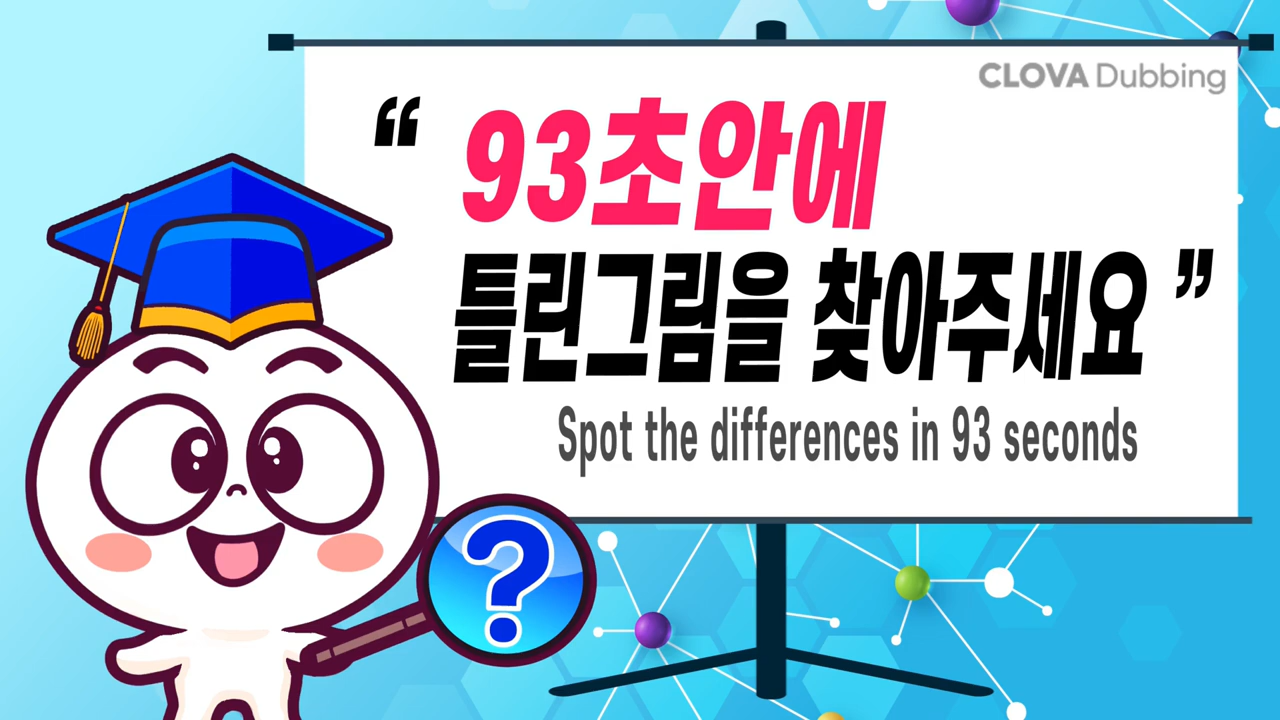 CLOVA Dubbing
“ 93초안에
틀린그림을 찾아주세요 ”
Spot the differences in 93 seconds
?